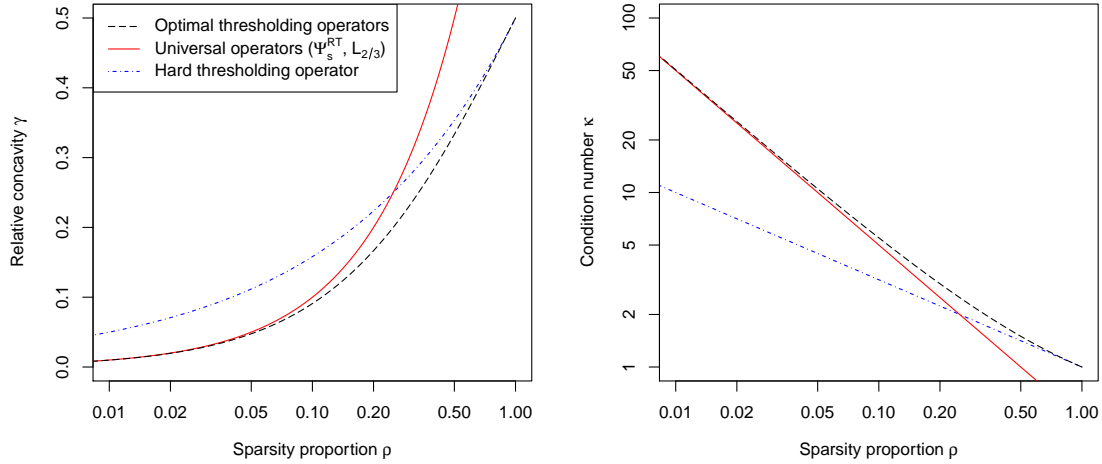 Optimal thresholding operators
Universal operators (Ψ_s^RT, L_2/3)
Hard thresholding operator
Relative concavity γ
0.5
0.4
0.3
0.2
0.1
0.0
0.01 0.02 0.05 0.10 0.20 0.50 1.00
Sparsity proportion ρ
Condition number κ
100
50
20
10
5
2
1
0.01 0.02 0.05 0.10 0.20 0.50 1.00
Sparsity proportion ρ